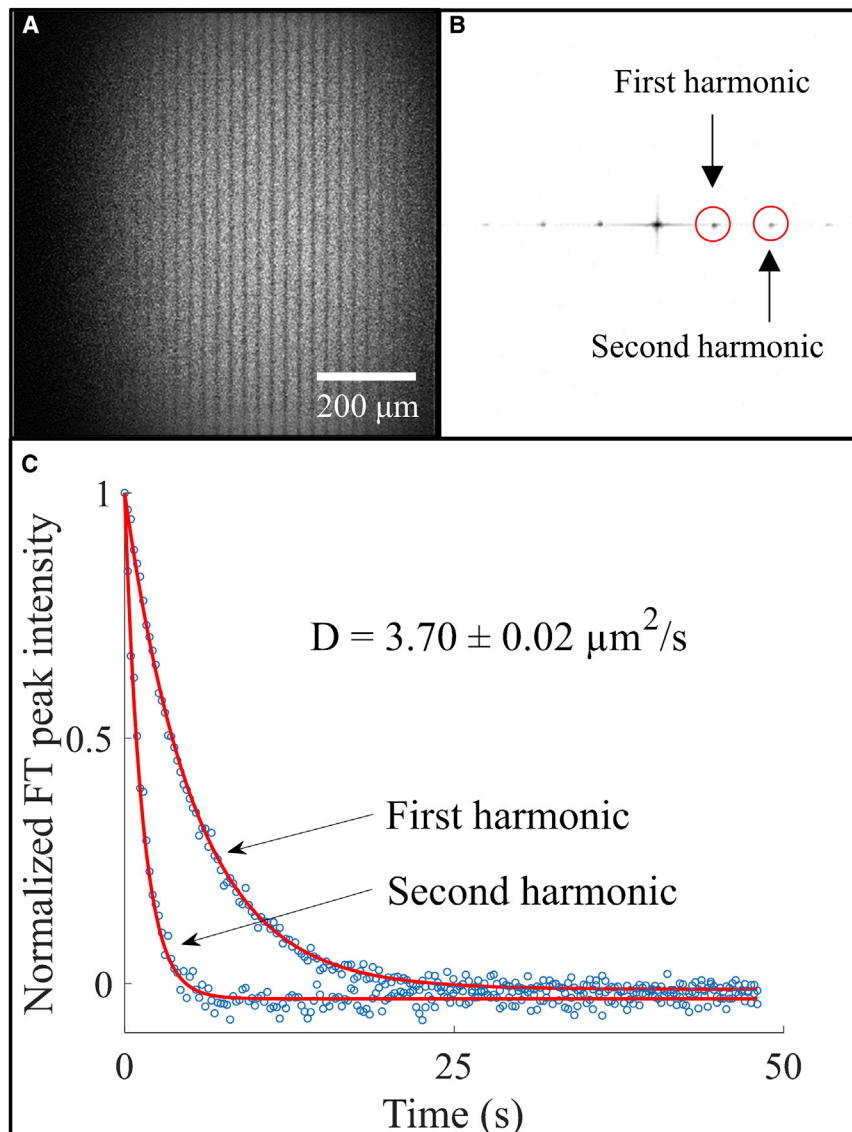 A
200 µm
B
First harmonic
Second harmonic
C
Normalized FT peak intensity
1
0.5
0
D = 3.70 ± 0.02 µm²/s
First harmonic
Second harmonic
0
25
50
Time (s)